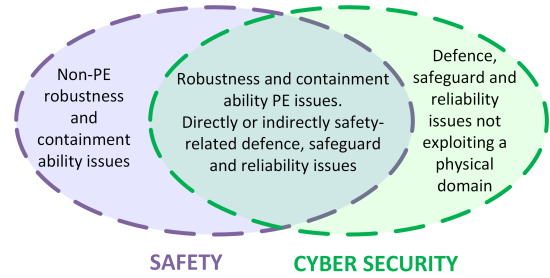 Non-PE
robustness
and
containment
ability issues
Robustness and containment
ability PE issues.
Directly or indirectly safety-
related defence, safeguard
and reliability issues
Defence,
safeguard and
reliability
issues not
exploiting a
physical
domain
SAFETY
CYBER SECURITY